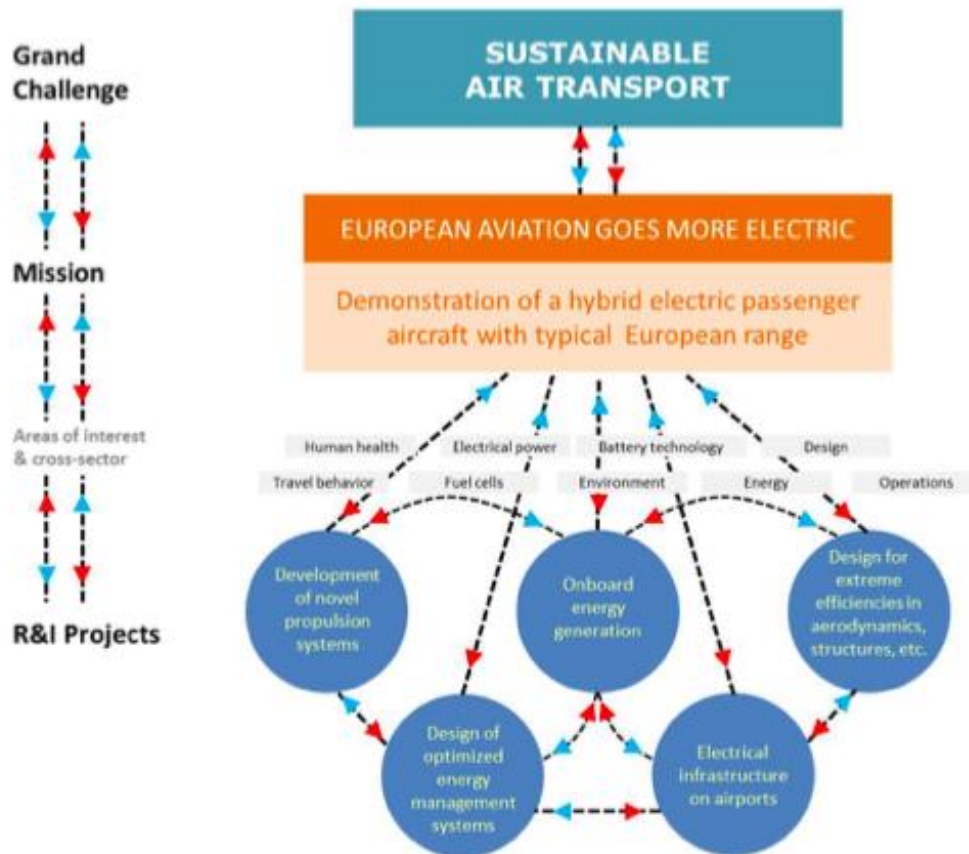 Grand
Challenge
SUSTAINABLE
AIR TRANSPORT
Mission
EUROPEAN AVIATION GOES MORE ELECTRIC
Demonstration of a hybrid electric passenger
aircraft with typical European range
Areas of interest
& cross-sector
Human health
Electrical power
Battery technology
Design
Travel behavior
Fuel cells
Environment
Energy
Operations
R&I Projects
Development
of novel
propulsion
systems
Onboard
energy
generation
Design for
extreme
efficiencies in
aerodynamics,
structures, etc.
Design of
optimized
energy
management
systems
Electrical
infrastructure
on airports